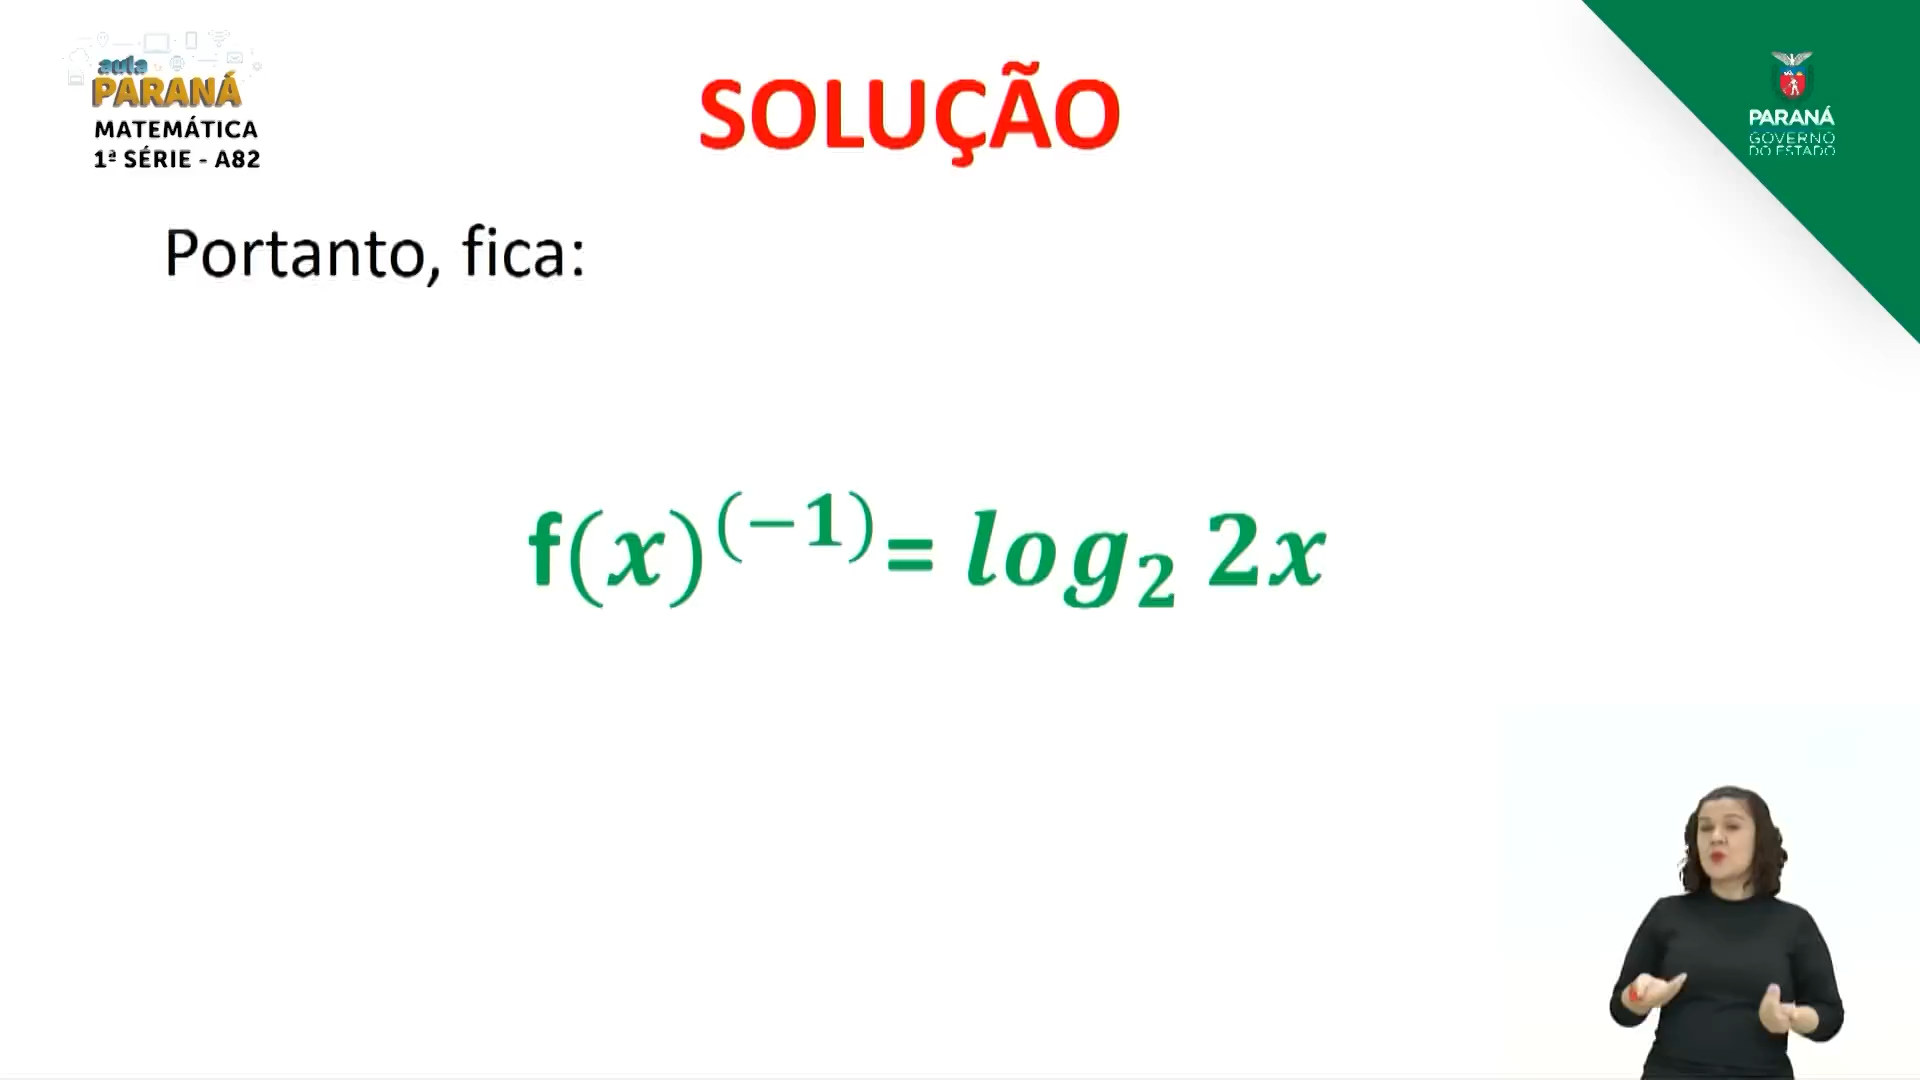 aula
PARANÁ
MATEMÁTICA
1ª SÉRIE - A82
SOLUÇÃO
PARANÁ
GOVERNO
DO ESTADO
Portanto, fica:
f(x)⁽⁻¹⁾= log₂ 2x